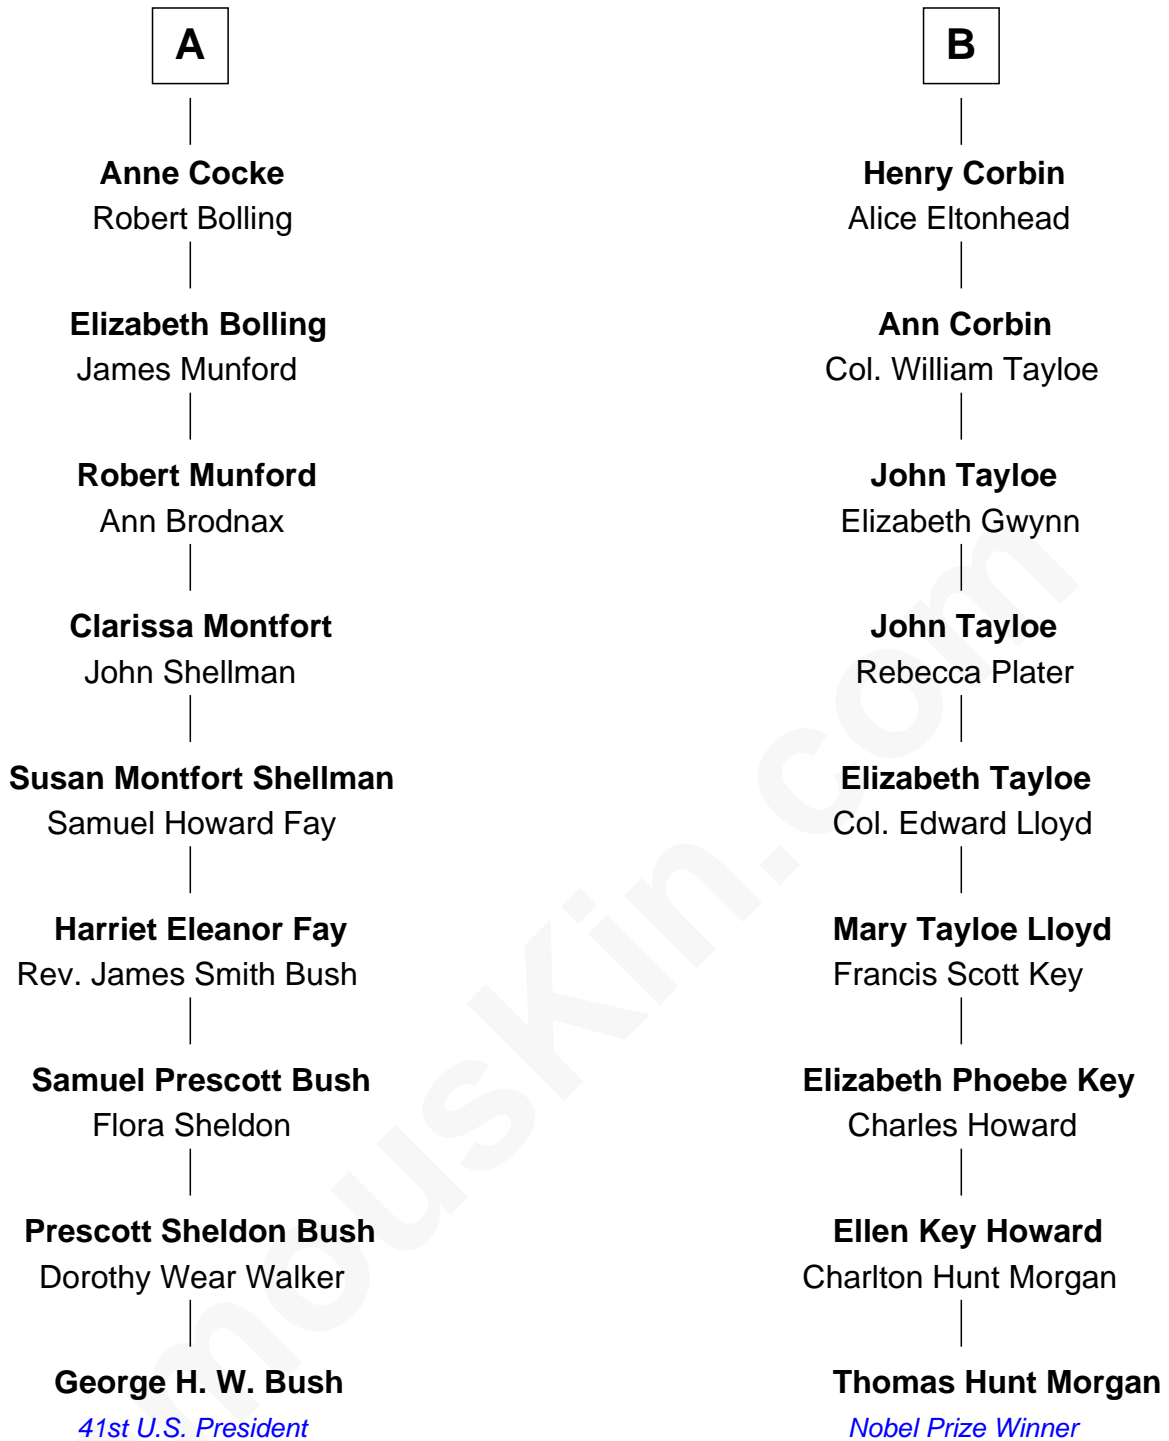 A
Anne Cocke
Robert Bolling
Elizabeth Bolling
James Munford
Robert Munford
Ann Brodnax
Clarissa Montfort
John Shellman
Susan Montfort Shellman
Samuel Howard Fay
Harriet Eleanor Fay
Rev. James Smith Bush
Samuel Prescott Bush
Flora Sheldon
Prescott Sheldon Bush
Dorothy Wear Walker
George H. W. Bush
41st U.S. President
B
Henry Corbin
Alice Eltonhead
Ann Corbin
Col. William Tayloe
John Tayloe
Elizabeth Gwynn
John Tayloe
Rebecca Plater
Elizabeth Tayloe
Col. Edward Lloyd
Mary Tayloe Lloyd
Francis Scott Key
Elizabeth Phoebe Key
Charles Howard
Ellen Key Howard
Charlton Hunt Morgan
Thomas Hunt Morgan
Nobel Prize Winner
mousKin.com